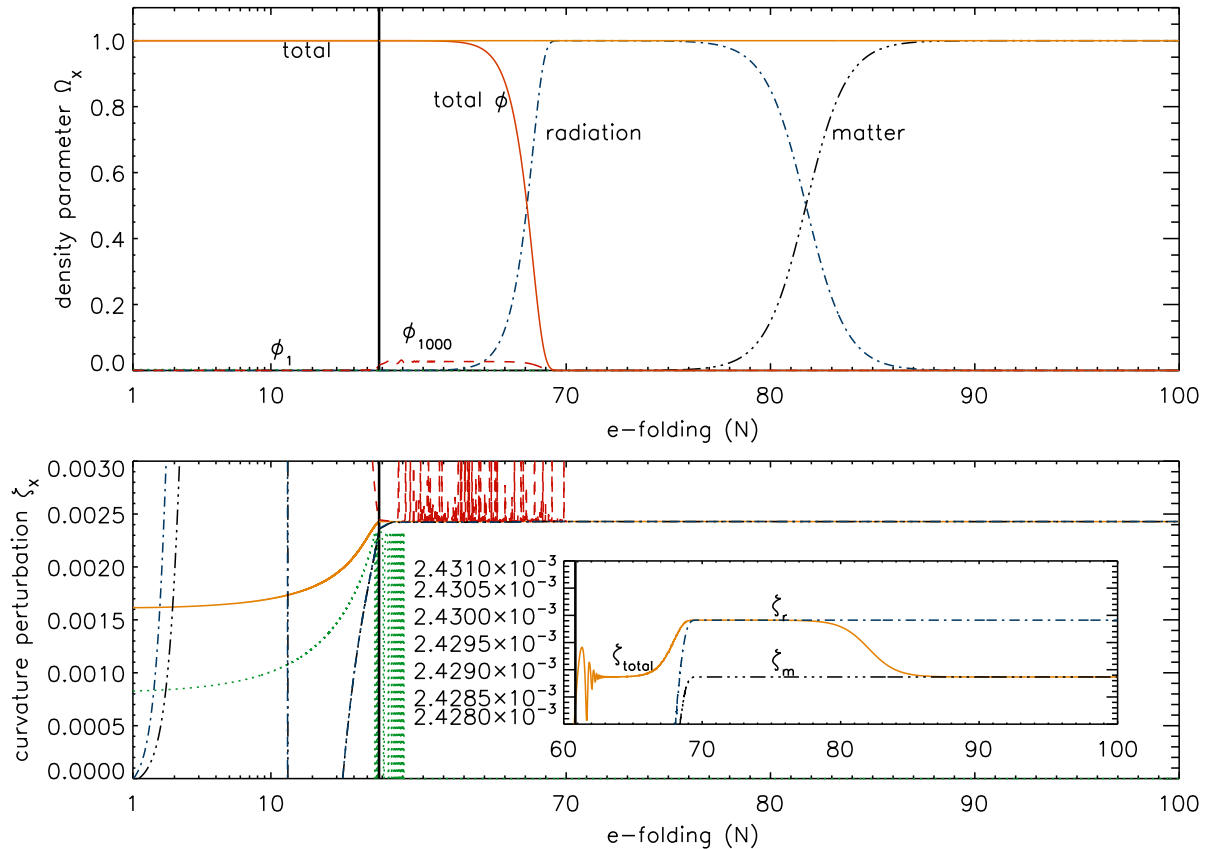 density parameter Ωx
1.0
0.8
0.6
0.4
0.2
0.0
total
total ϕ
radiation
matter
ϕ1
ϕ1000
1
10
70
80
90
100
e-folding (N)
curvature perturbation ζx
0.0030
0.0025
0.0020
0.0015
0.0010
0.0005
0.0000
2.4310×10-3
2.4305×10-3
2.4300×10-3
2.4295×10-3
2.4290×10-3
2.4285×10-3
2.4280×10-3
ζtotal
ζr
ζm
60
70
80
90
100
1
10
70
80
90
100
e-folding (N)